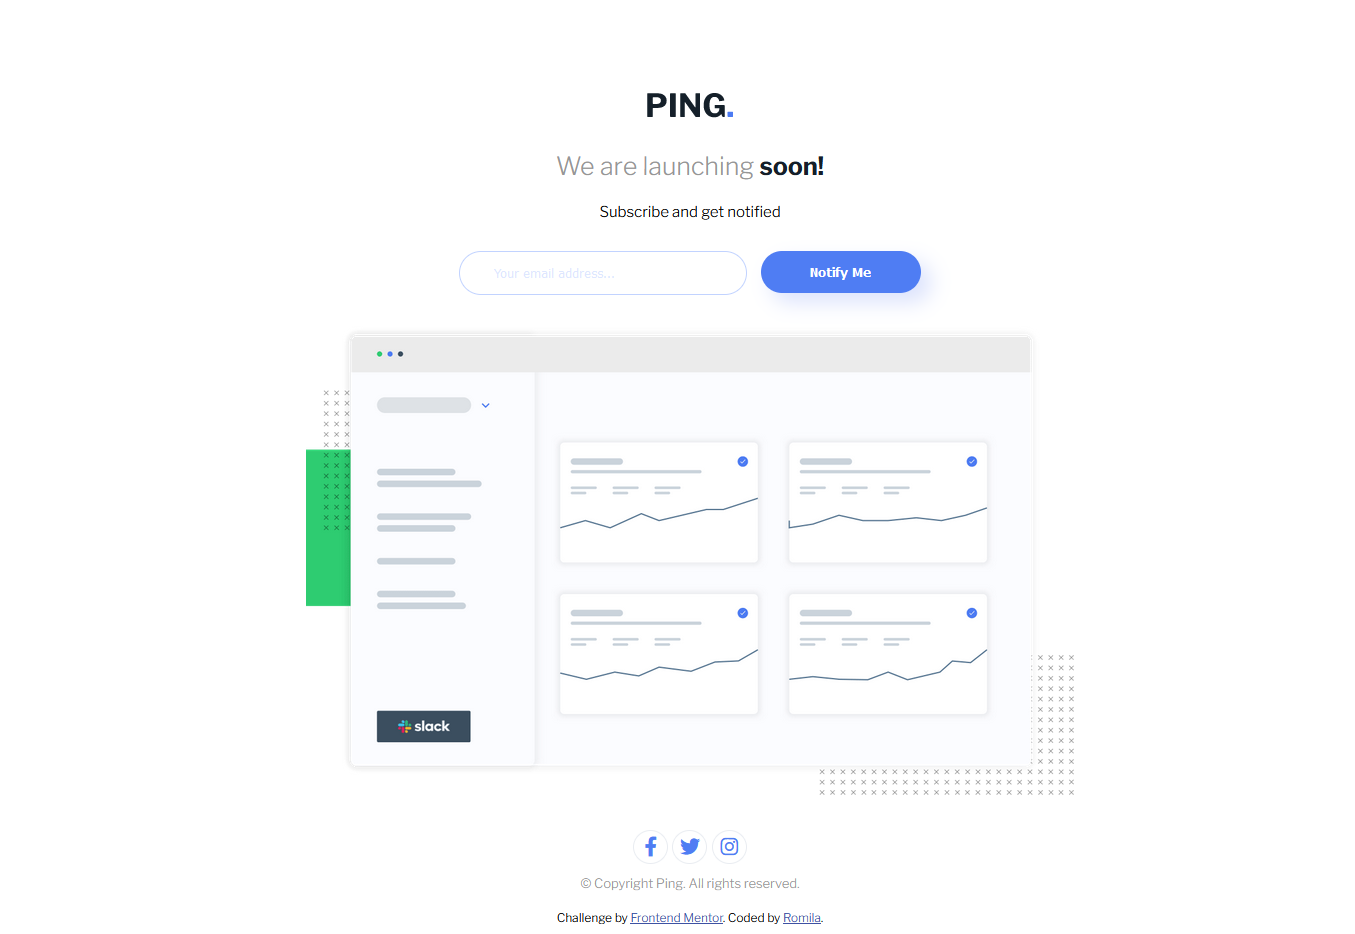 PING.
We are launching soon!
Subscribe and get notified
Your email address...
Notify Me
slack
© Copyright Ping. All rights reserved.
Challenge by Frontend Mentor. Coded by Romila.